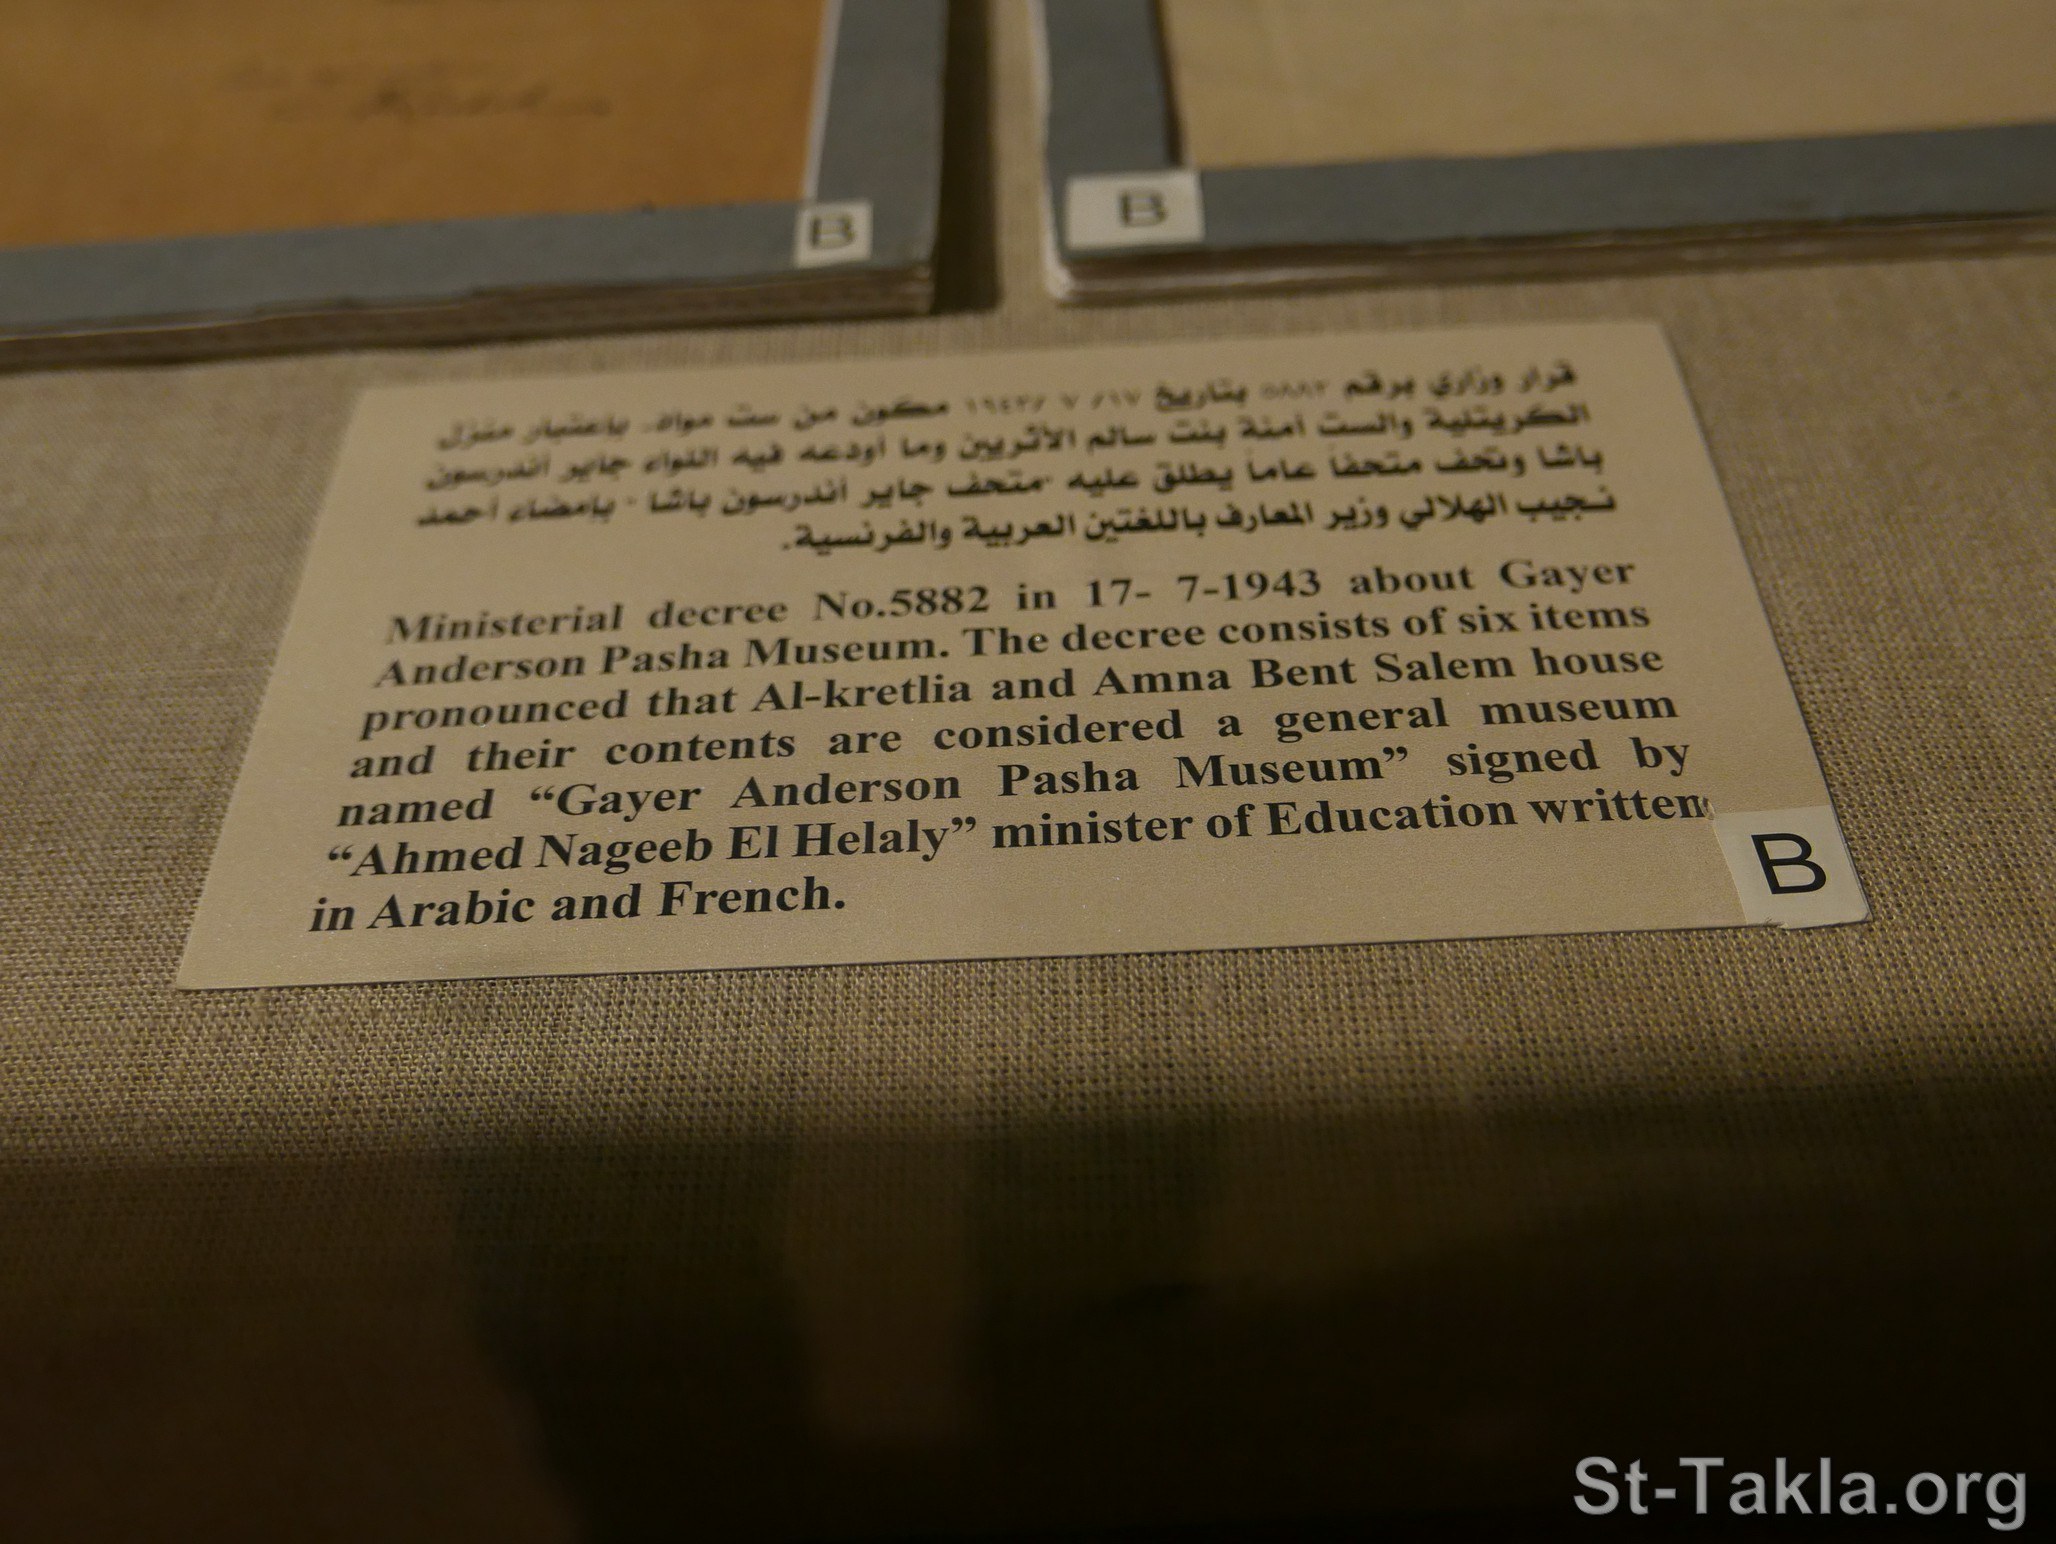 B
B
قرار وزاري برقم ٥٨٨٢ بتاريخ ١٧/ ٧ /١٩٤٣ مكون من ست مواد. بإعتبار منزل
الكريتلية والست آمنة بنت سالم الأثريين وما أودعه فيه اللواء جاير أندرسون
باشا وتحف متحفاً عاماً يطلق عليه "متحف جاير أندرسون باشا - بإمضاء أحمد
نجيب الهلالي وزير المعارف باللغتين العربية والفرنسية.
Ministerial decree No.5882 in 17- 7-1943 about Gayer
Anderson Pasha Museum. The decree consists of six items
pronounced that Al-kretlia and Amna Bent Salem house
and their contents are considered a general museum
named “Gayer Anderson Pasha Museum” signed by
“Ahmed Nageeb El Helaly” minister of Education written
in Arabic and French.
B
St-Takla.org